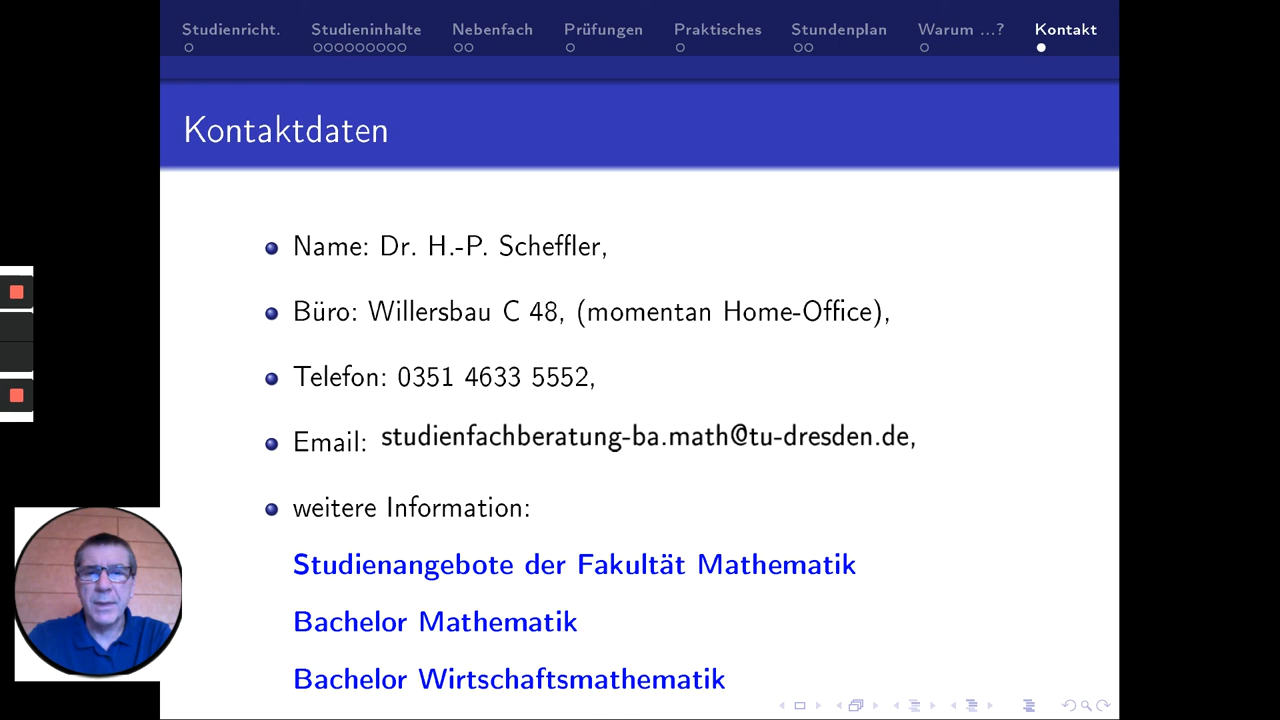 Studienricht. Studieninhalte Nebenfach Prüfungen Praktisches Stundenplan Warum ...? Kontakt
Kontaktdaten
Name: Dr. H.-P. Scheffler,
Büro: Willersbau C 48, (momentan Home-Office),
Telefon: 0351 4633 5552,
Email: studienfachberatung-ba.math@tu-dresden.de,
weitere Information:
Studienangebote der Fakultät Mathematik
Bachelor Mathematik
Bachelor Wirtschaftsmathematik